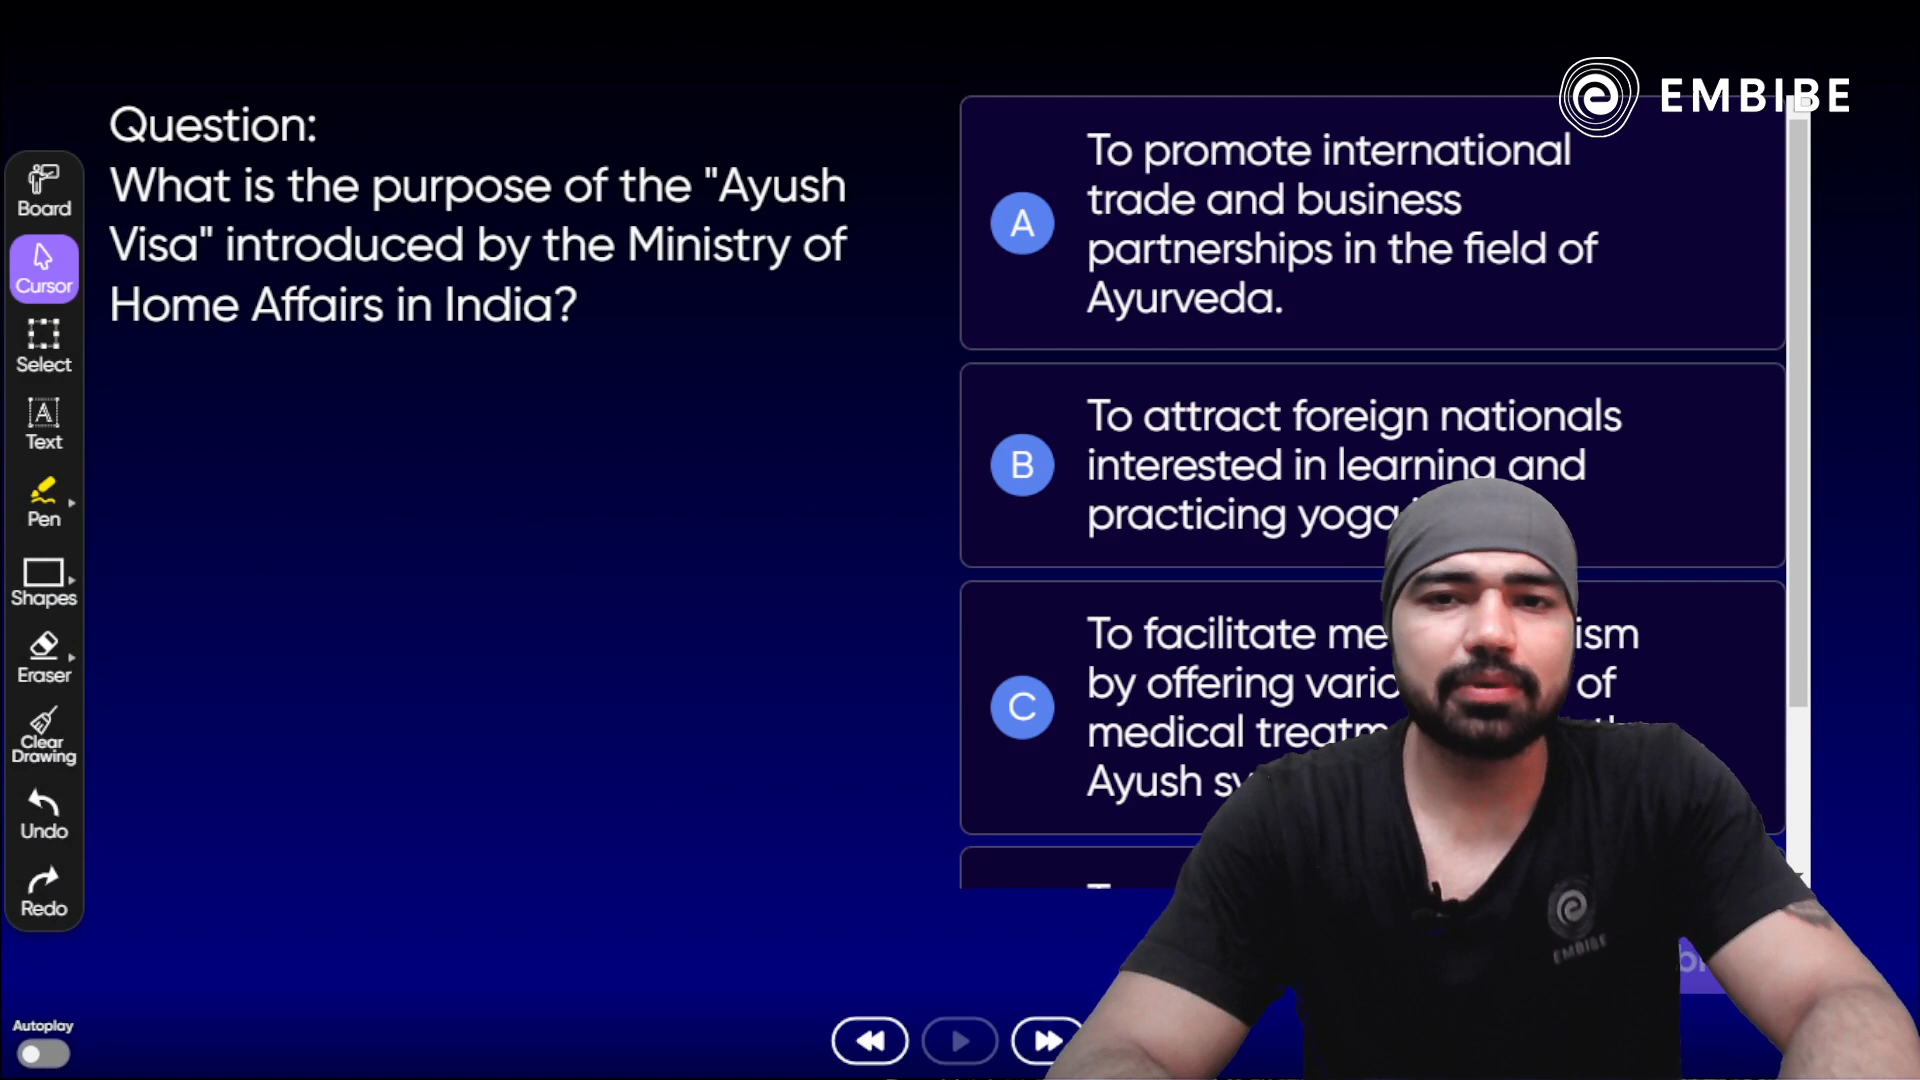 EMBIBE
Question:
What is the purpose of the "Ayush
Visa" introduced by the Ministry of
Home Affairs in India?
A
To promote international
trade and business
partnerships in the field of
Ayurveda.
B
To attract foreign nationals
interested in learning and
practicing yoga
C
To facilitate
by offering of
medical
Ayush
Board
Cursor
Select
A
Text
Pen
Shapes
Eraser
Clear
Drawing
Undo
Redo
Autoplay
EMBIBE